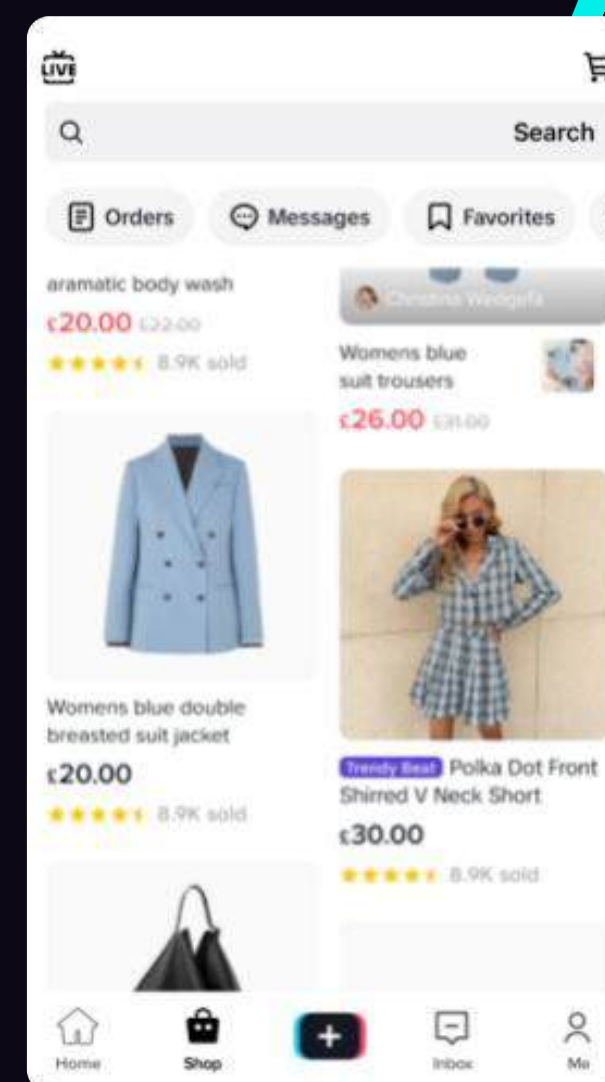 LIVE
Search
Orders
Messages
Favorites
aramatic body wash
£20.00 £22.00
8.9K sold
Christina Wedgefa
Womens blue
suit trousers
£26.00 £31.00
Womens blue double
breasted suit jacket
£20.00
8.9K sold
Trendy Beat Polka Dot Front
Shirred V Neck Short
£30.00
8.9K sold
Home
Shop
Inbox
Me